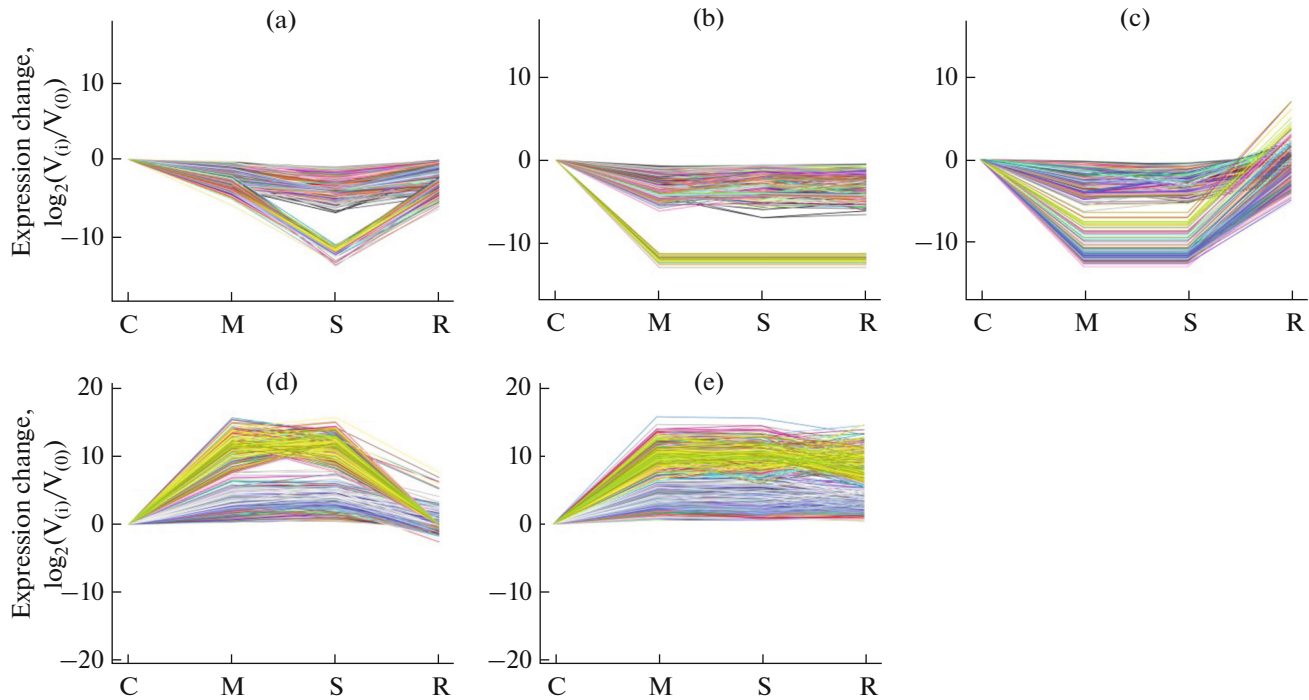 (a)
(b)
(c)
Expression change,
log₂(V₍ᵢ₎/V₍₀₎)
10
0
−10
C M S R
10
0
−10
C M S R
10
0
−10
C M S R
(d)
(e)
Expression change,
log₂(V₍ᵢ₎/V₍₀₎)
20
10
0
−10
−20
C M S R
20
10
0
−10
−20
C M S R